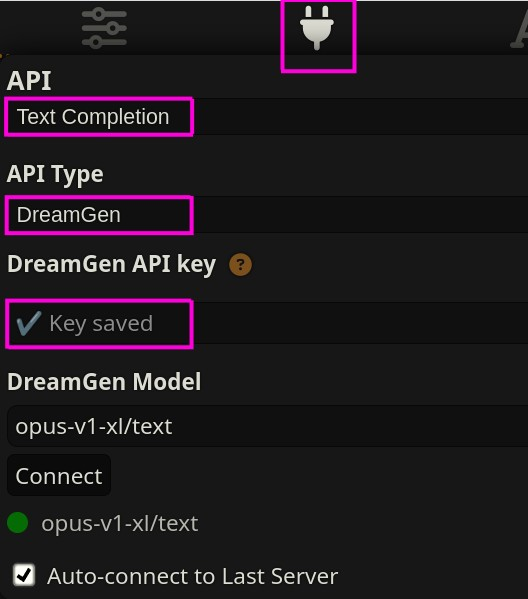 API
Text Completion
API Type
DreamGen
DreamGen API key ?
✔ Key saved
DreamGen Model
opus-v1-xl/text
Connect
opus-v1-xl/text
Auto-connect to Last Server